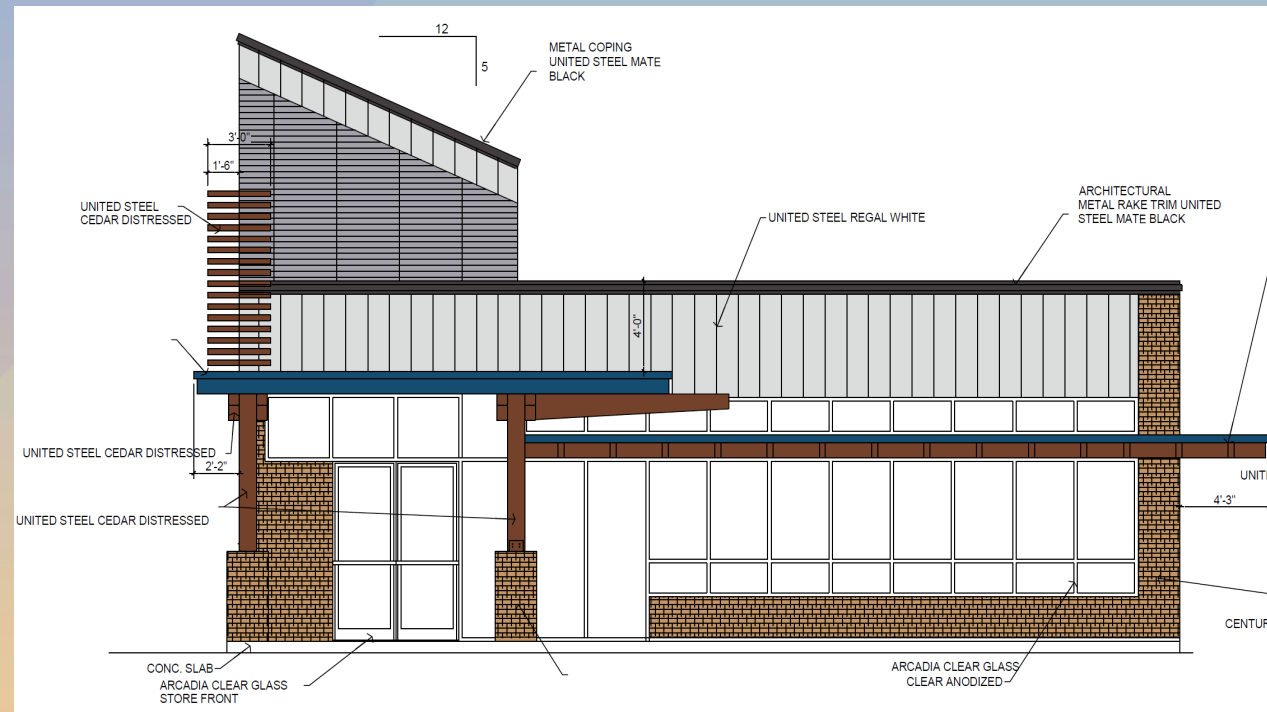 12
5
METAL COPING
UNITED STEEL MATE
BLACK
3'-0"
1'-6"
UNITED STEEL
CEDAR DISTRESSED
UNITED STEEL REGAL WHITE
ARCHITECTURAL
METAL RAKE TRIM UNITED
STEEL MATE BLACK
4'-0"
UNITED STEEL CEDAR DISTRESSED
2'-2"
UNITED STEEL CEDAR DISTRESSED
UNIT
4'-3"
CENTUR
CONC. SLAB
ARCADIA CLEAR GLASS
STORE FRONT
ARCADIA CLEAR GLASS
CLEAR ANODIZED